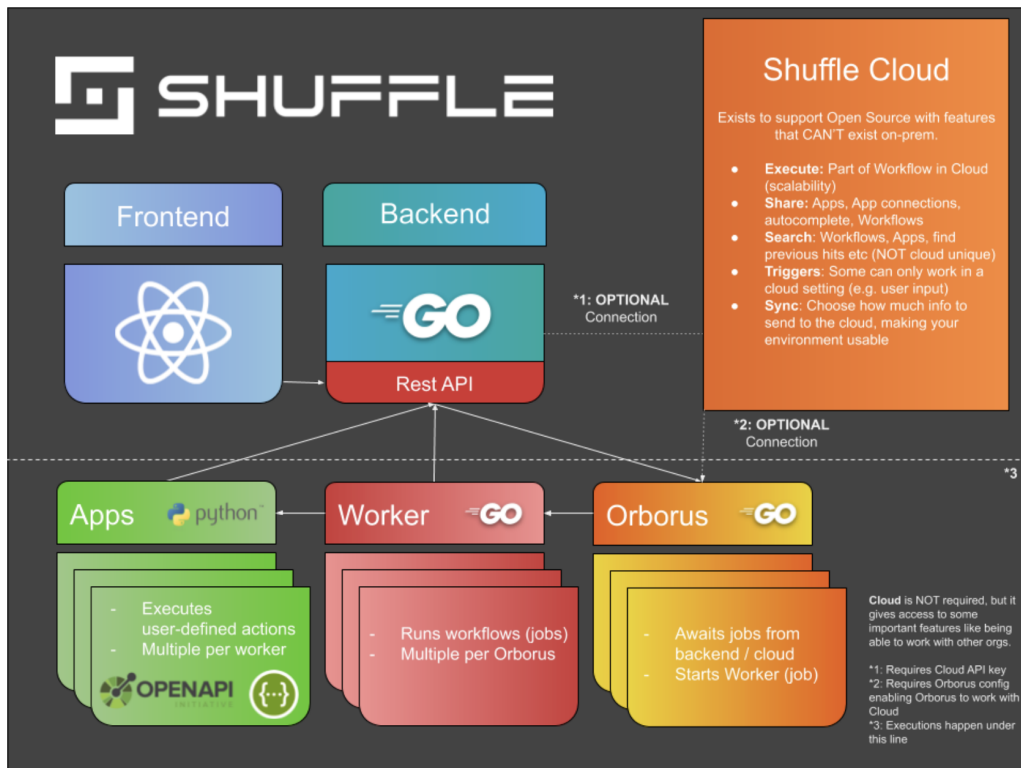 SHUFFLE
Shuffle Cloud
Exists to support Open Source with features
that CAN'T exist on-prem.
● Execute: Part of Workflow in Cloud
(scalability)
● Share: Apps, App connections,
autocomplete, Workflows
● Search: Workflows, Apps, find
previous hits etc (NOT cloud unique)
● Triggers: Some can only work in a
cloud setting (e.g. user input)
● Sync: Choose how much info to
send to the cloud, making your
environment usable
Frontend
Backend
GO
Rest API
*1: OPTIONAL
Connection
*2: OPTIONAL
Connection
*3
Apps
python™
Worker
GO
Orborus
GO
- Executes
user-defined actions
- Multiple per worker
OPENAPI
INITIATIVE
{···}
- Runs workflows (jobs)
- Multiple per Orborus
- Awaits jobs from
backend / cloud
- Starts Worker (job)
Cloud is NOT required, but it
gives access to some
important features like being
able to work with other orgs.
*1: Requires Cloud API key
*2: Requires Orborus config
enabling Orborus to work with
Cloud
*3: Executions happen under
this line